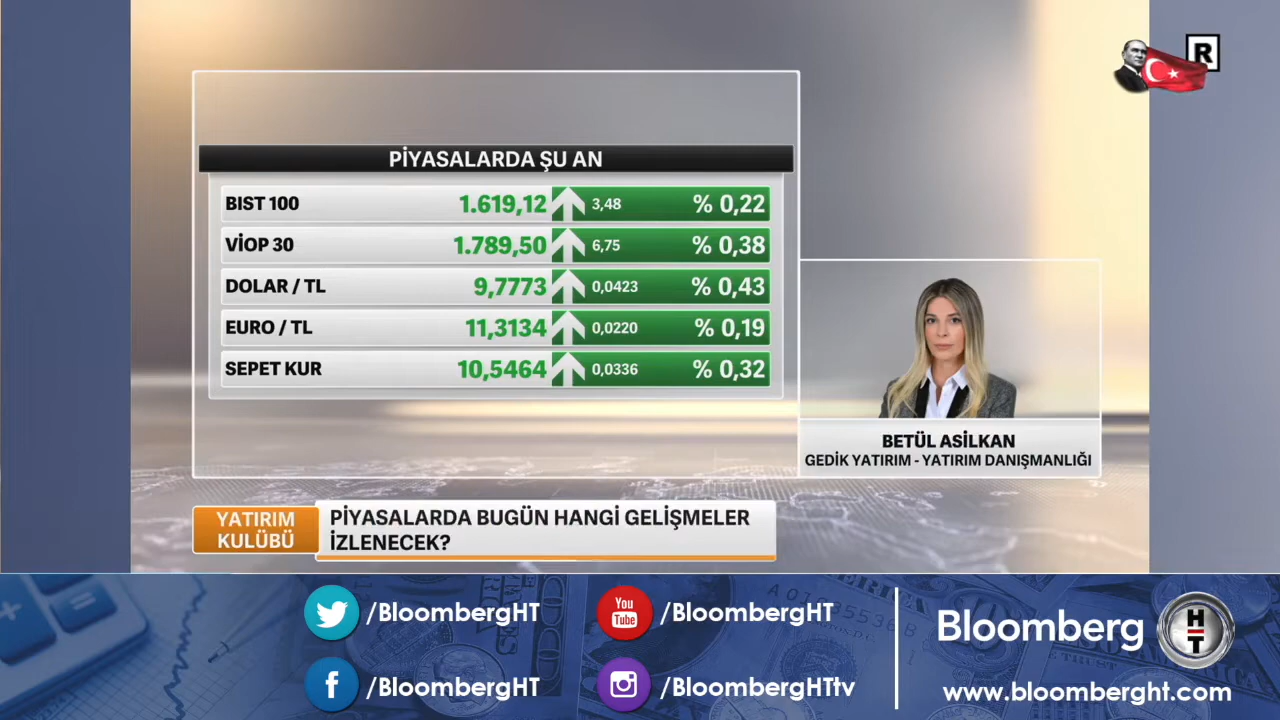 R
PİYASALARDA ŞU AN
BIST 100 1.619,12 3,48 % 0,22
VİOP 30 1.789,50 6,75 % 0,38
DOLAR / TL 9,7773 0,0423 % 0,43
EURO / TL 11,3134 0,0220 % 0,19
SEPET KUR 10,5464 0,0336 % 0,32
BETÜL ASİLKAN
GEDİK YATIRIM - YATIRIM DANIŞMANLIĞI
YATIRIM
KULÜBÜ
PİYASALARDA BUGÜN HANGİ GELİŞMELER
İZLENECEK?
/BloombergHT
You
Tube
/BloombergHT
f /BloombergHT
/BloombergHTtv
Bloomberg HT
www.bloomberght.com